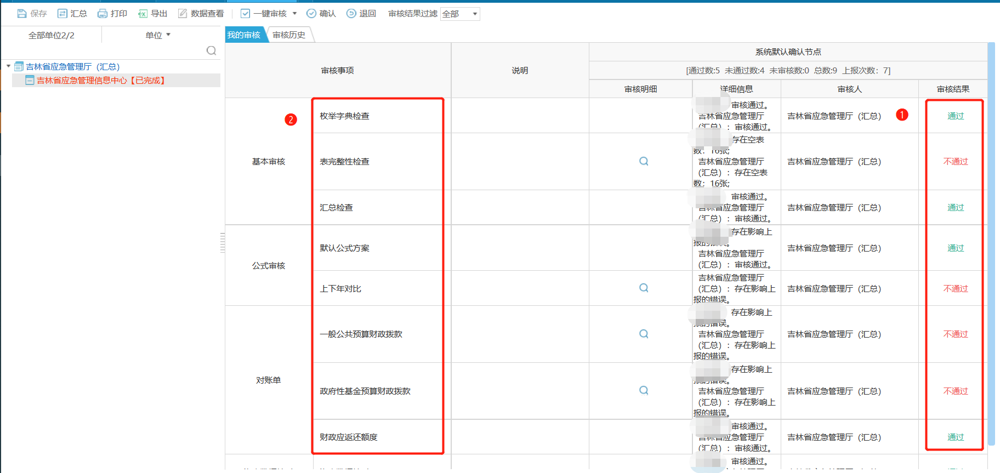 保存 汇总 打印 导出 数据查看 一键审核 确认 退回 审核结果过滤 全部
全部单位2/2 单位
我的审核 审核历史
吉林省应急管理厅（汇总）
吉林省应急管理信息中心【已完成】
审核事项 说明 系统默认确认节点
[通过数:5 未通过数:4 未审核数:0 总数:9 上报次数：7]
审核明细 详细信息 审核人 审核结果
基本审核
2
1
枚举字典检查
审核通过。
吉林省应急管理厅
（汇总）：审核通过。
吉林省应急管理厅（汇总）
通过
表完整性检查
存在空表
数：16张;
吉林省应急管理厅
（汇总）：存在空表
数：16张;
吉林省应急管理厅（汇总）
不通过
汇总检查
审核通过。
吉林省应急管理厅
（汇总）：审核通过。
吉林省应急管理厅（汇总）
通过
公式审核
默认公式方案
存在影响上
报的错误。
吉林省应急管理厅
（汇总）：审核通过。
吉林省应急管理厅（汇总）
通过
上下年对比
吉林省应急管理厅
（汇总）：存在影响上
报的错误。
吉林省应急管理厅（汇总）
不通过
对账单
一般公共预算财政拨款
存在影响上
报的错误。
吉林省应急管理厅
（汇总）：存在影响上
报的错误。
吉林省应急管理厅（汇总）
不通过
政府性基金预算财政拨款
存在影响上
报的错误。
吉林省应急管理厅
（汇总）：存在影响上
报的错误。
吉林省应急管理厅（汇总）
不通过
财政应返还额度
审核通过。
吉林省应急管理厅
（汇总）：审核通过。
吉林省应急管理厅（汇总）
通过
审核通过。